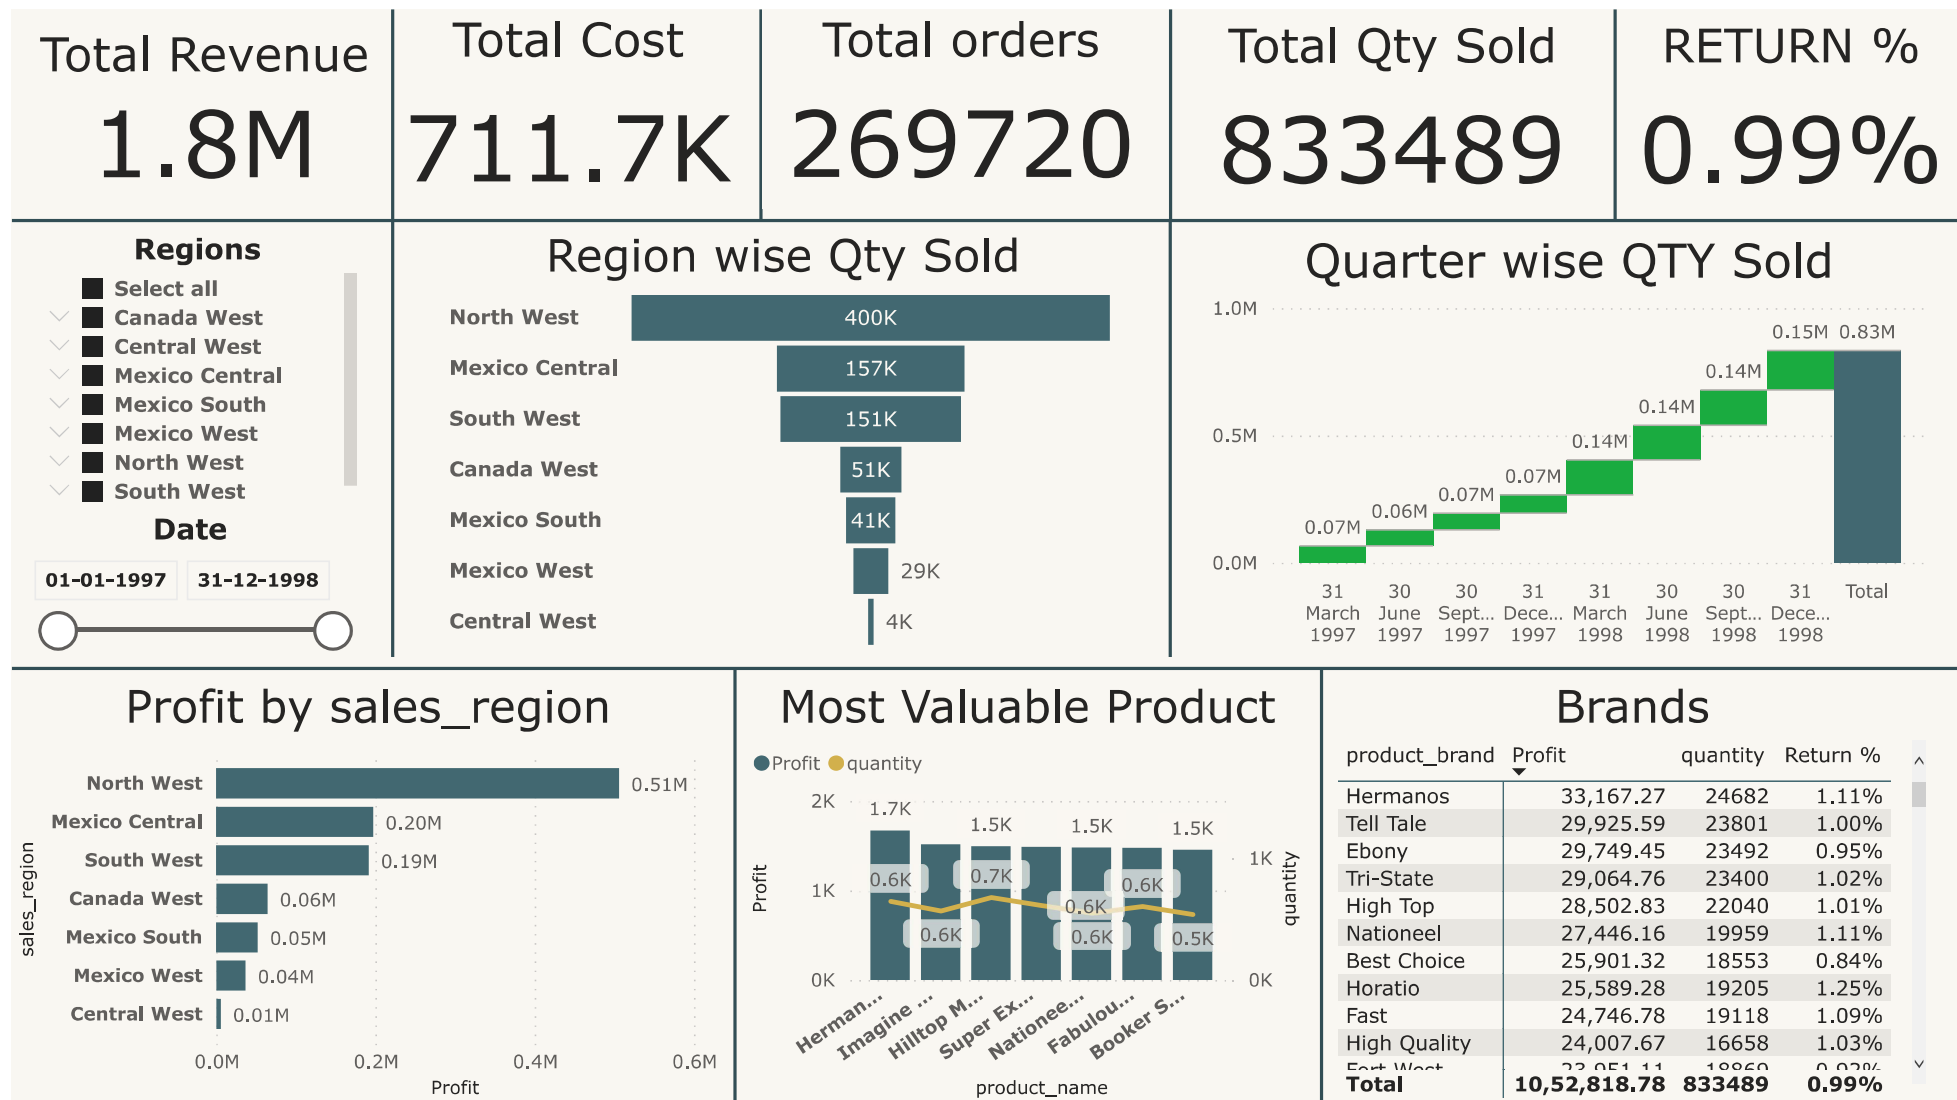 Total Revenue
1.8M
Total Cost
711.7K
Total orders
269720
Total Qty Sold
833489
RETURN %
0.99%
Regions
Select all
Canada West
Central West
Mexico Central
Mexico South
Mexico West
North West
South West
Date
01-01-1997 31-12-1998
Region wise Qty Sold
North West 400K
Mexico Central 157K
South West 151K
Canada West 51K
Mexico South 41K
Mexico West 29K
Central West 4K
Quarter wise QTY Sold
1.0M
0.5M
0.0M
0.07M 0.06M 0.07M 0.07M 0.14M 0.14M 0.14M 0.15M 0.83M
31 30 30 31 31 30 30 31 Total
March June Sept... Dece... March June Sept... Dece...
1997 1997 1997 1997 1998 1998 1998 1998
Profit by sales_region
sales_region
North West 0.51M
Mexico Central 0.20M
South West 0.19M
Canada West 0.06M
Mexico South 0.05M
Mexico West 0.04M
Central West 0.01M
0.0M 0.2M 0.4M 0.6M
Profit
Most Valuable Product
Profit quantity
Profit
2K
1K
0K
1.7K 1.5K 1.5K 1.5K
0.6K 0.6K 0.7K 0.6K 0.6K 0.6K 0.5K
1K
0K
quantity
Herman... Imagine ... Hilltop M... Super Ex... Nationee... Fabulou... Booker S...
product_name
Brands
product_brand Profit quantity Return %
Hermanos 33,167.27 24682 1.11%
Tell Tale 29,925.59 23801 1.00%
Ebony 29,749.45 23492 0.95%
Tri-State 29,064.76 23400 1.02%
High Top 28,502.83 22040 1.01%
Nationeel 27,446.16 19959 1.11%
Best Choice 25,901.32 18553 0.84%
Horatio 25,589.28 19205 1.25%
Fast 24,746.78 19118 1.09%
High Quality 24,007.67 16658 1.03%
Total 10,52,818.78 833489 0.99%